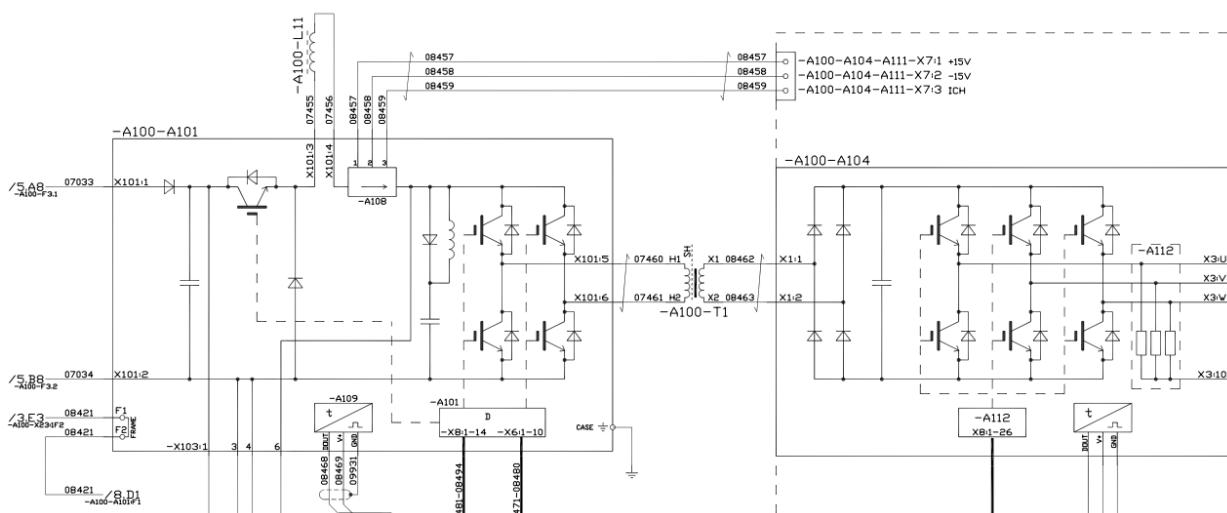 -A100-L11
08457 08457 -A100-A104-A111-X7:1 +15V
08458 08458 -A100-A104-A111-X7:2 -15V
08459 08459 -A100-A104-A111-X7:3 ICH
07455 07456 08457 08458 08459
-A100-A101
-A100-A104
X101:3 X101:4 1 2 3
/5.A8 07033 X101:1
-A100-F3.1
-A108
SH
-A112
X101:5 07460 H1 X1 08462 X1:1 X3:U
X3:V
X101:6 07461 H2 X2 08463 X1:2 X3:W
-A100-T1
/5.B8 07034 X101:2 X3:10
-A100-F3.2
-A109 -A101
/3.E3 08421 F1
-A100-X23:1F2
t D -A112 t
08421 F2 FRAME
-X8:1-14 -X6:1-10 CASE X8:1-26
-X103:1 3 4 6
DOUT V+ GND DOUT V+ GND
08468 08469 09931 481-08494 471-08480
08421 /8.D1
-A100-A101:F1